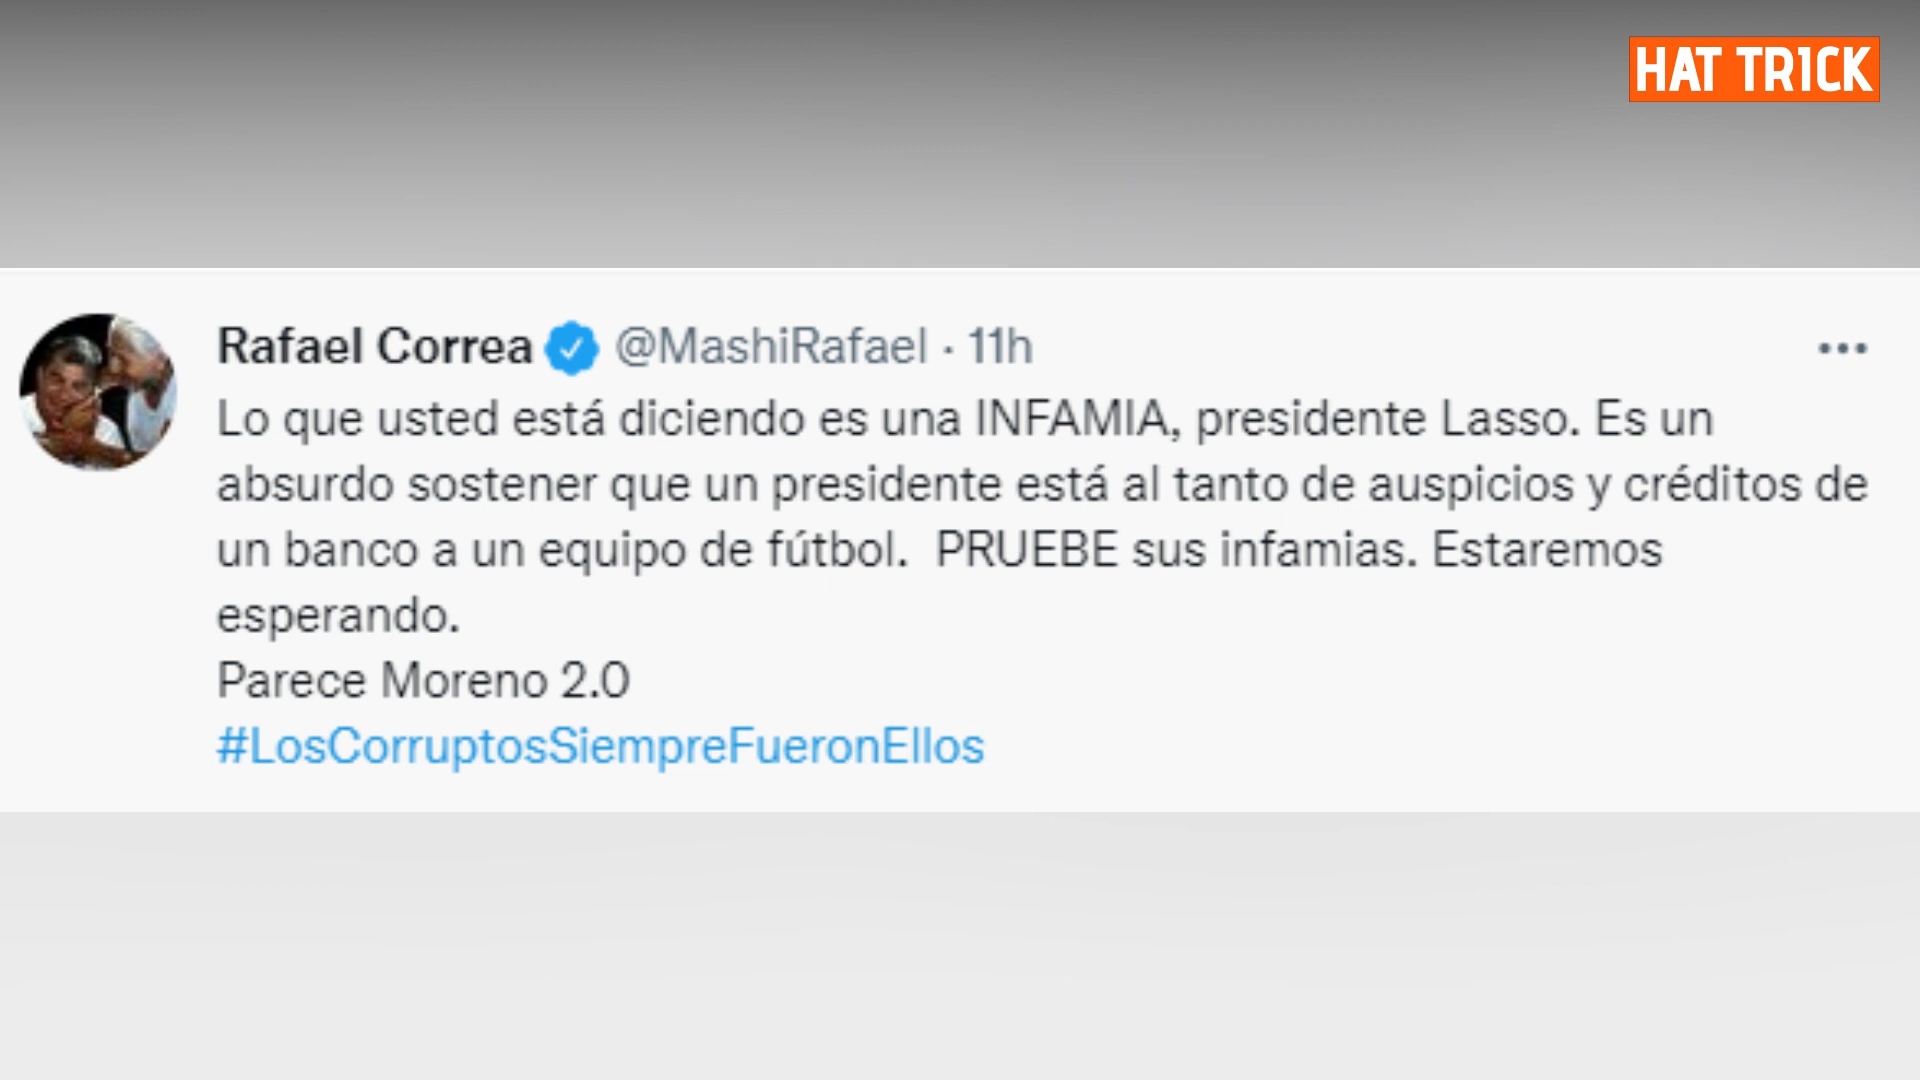 HAT TRICK
Rafael Correa @MashiRafael · 11h
Lo que usted está diciendo es una INFAMIA, presidente Lasso. Es un
absurdo sostener que un presidente está al tanto de auspicios y créditos de
un banco a un equipo de fútbol.  PRUEBE sus infamias. Estaremos
esperando.
Parece Moreno 2.0
#LosCorruptosSiempreFueronEllos